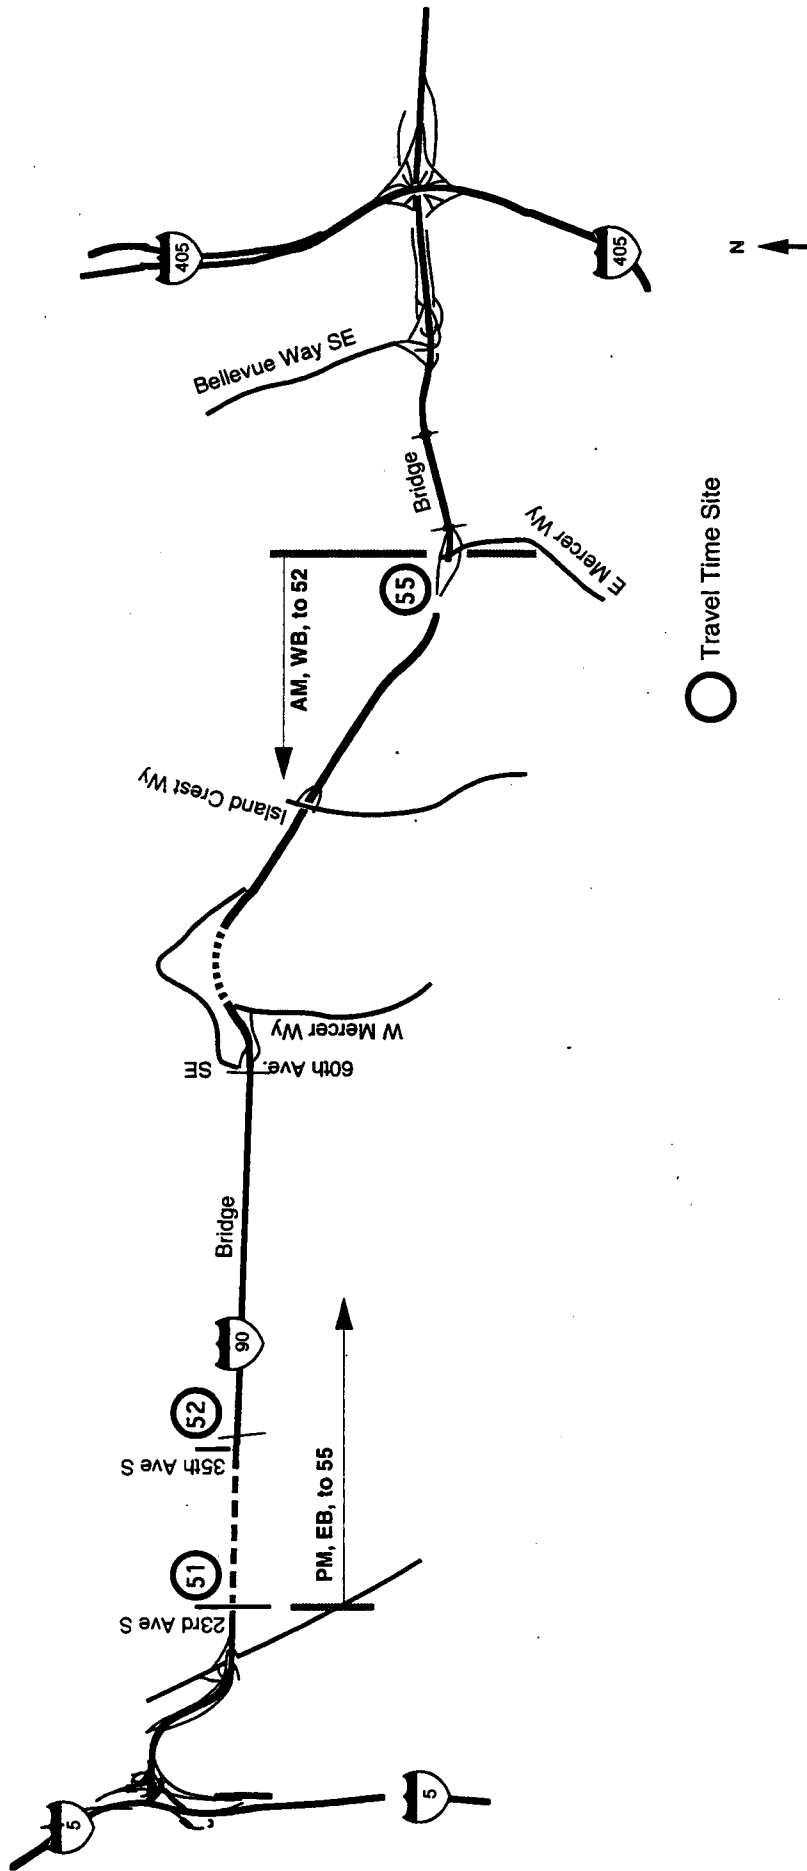 405
405
N
Bellevue Way SE
Bridge
E Mercer Wy
55
AM, WB, to 52
Travel Time Site
Island Crest Wy
W Mercer Wy
60th Ave. SE
Bridge
90
52
35th Ave S
PM, EB, to 55
51
23rd Ave S
5
5